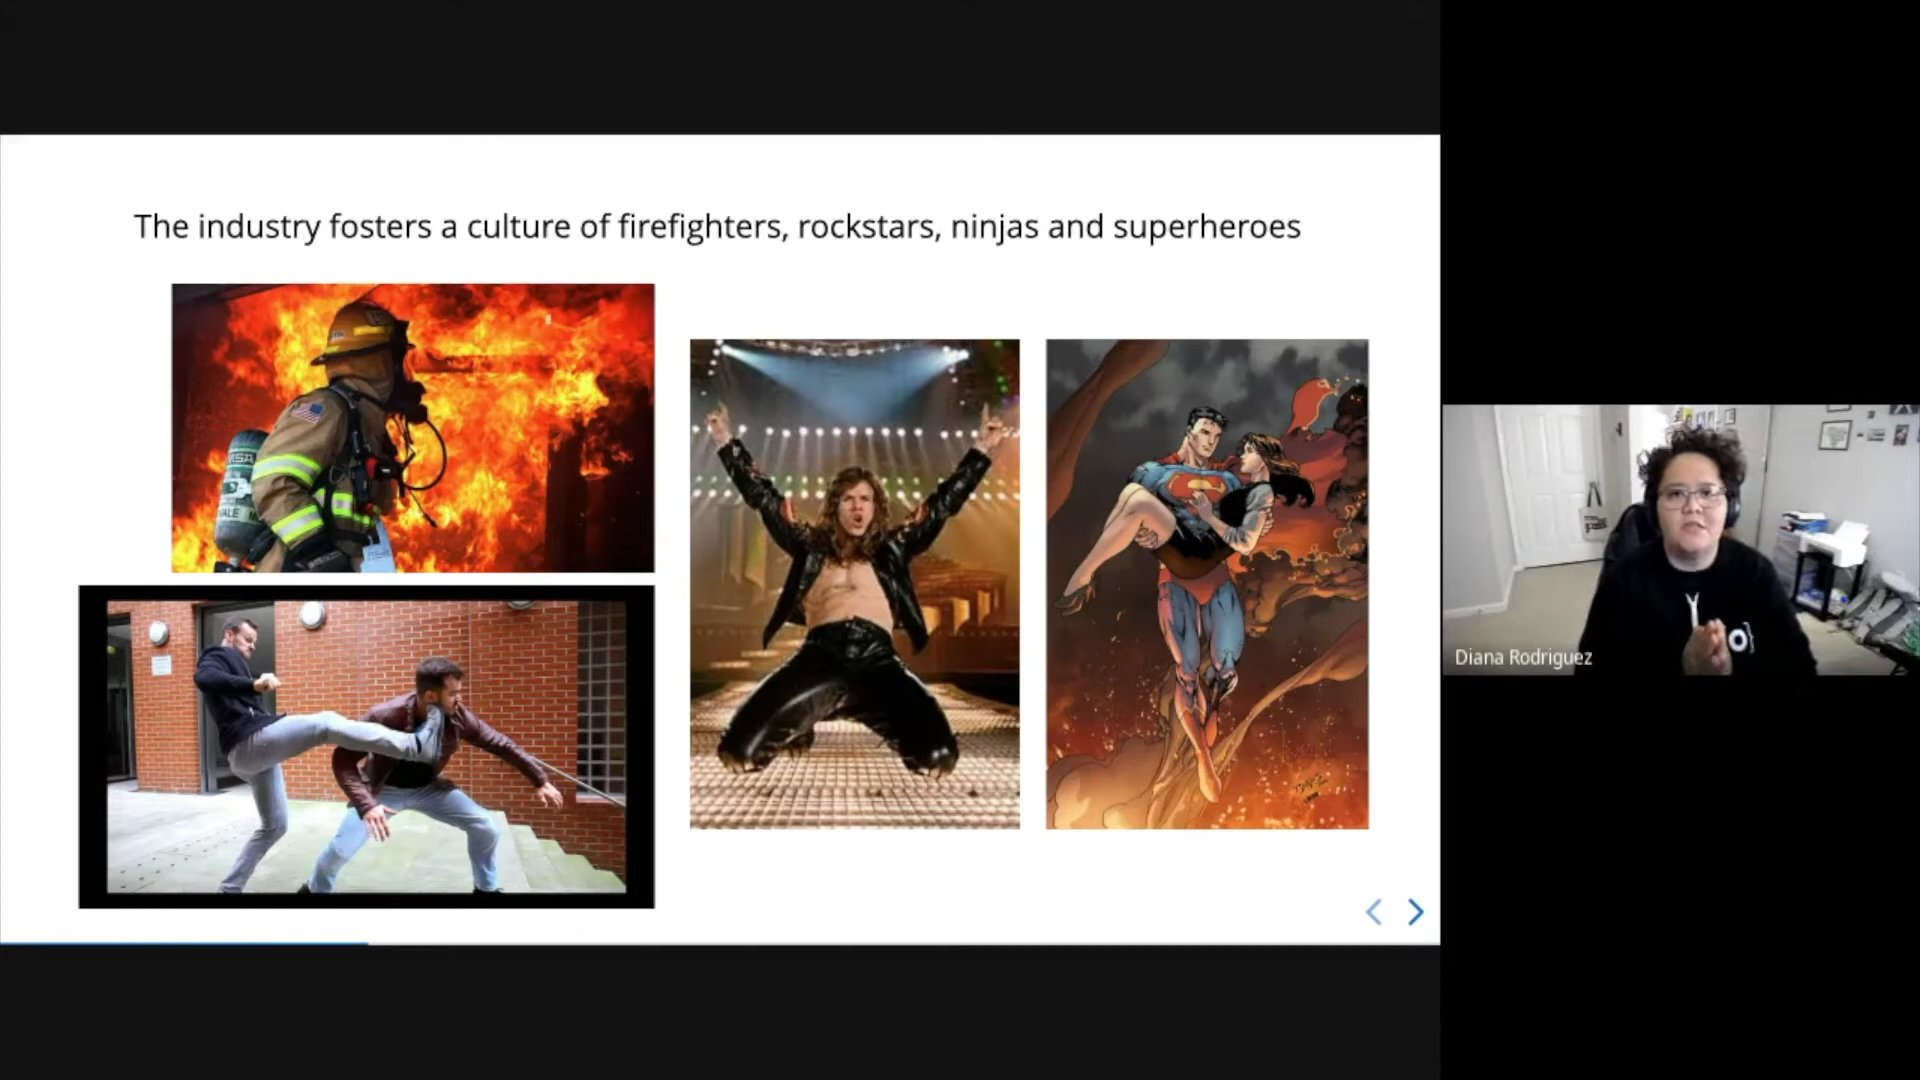 The industry fosters a culture of firefighters, rockstars, ninjas and superheroes
Diana Rodriguez